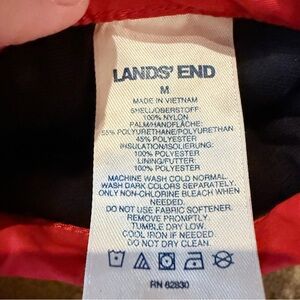 LANDS' END
M
MADE IN VIETNAM
SHELL/OBERSTOFF:
100% NYLON
PALM/HANDFLÄCHE:
55% POLYURETHANE/POLYURETHAN
45% POLYESTER
INSULATION/ISOLIERUNG:
100% POLYESTER
LINING/FUTTER:
100% POLYESTER
MACHINE WASH COLD NORMAL.
WASH DARK COLORS SEPARATELY.
ONLY NON-CHLORINE BLEACH WHEN
NEEDED.
DO NOT USE FABRIC SOFTENER.
REMOVE PROMPTLY.
TUMBLE DRY LOW.
COOL IRON IF NEEDED
DO NOT DRY CLEAN.
RN 62830